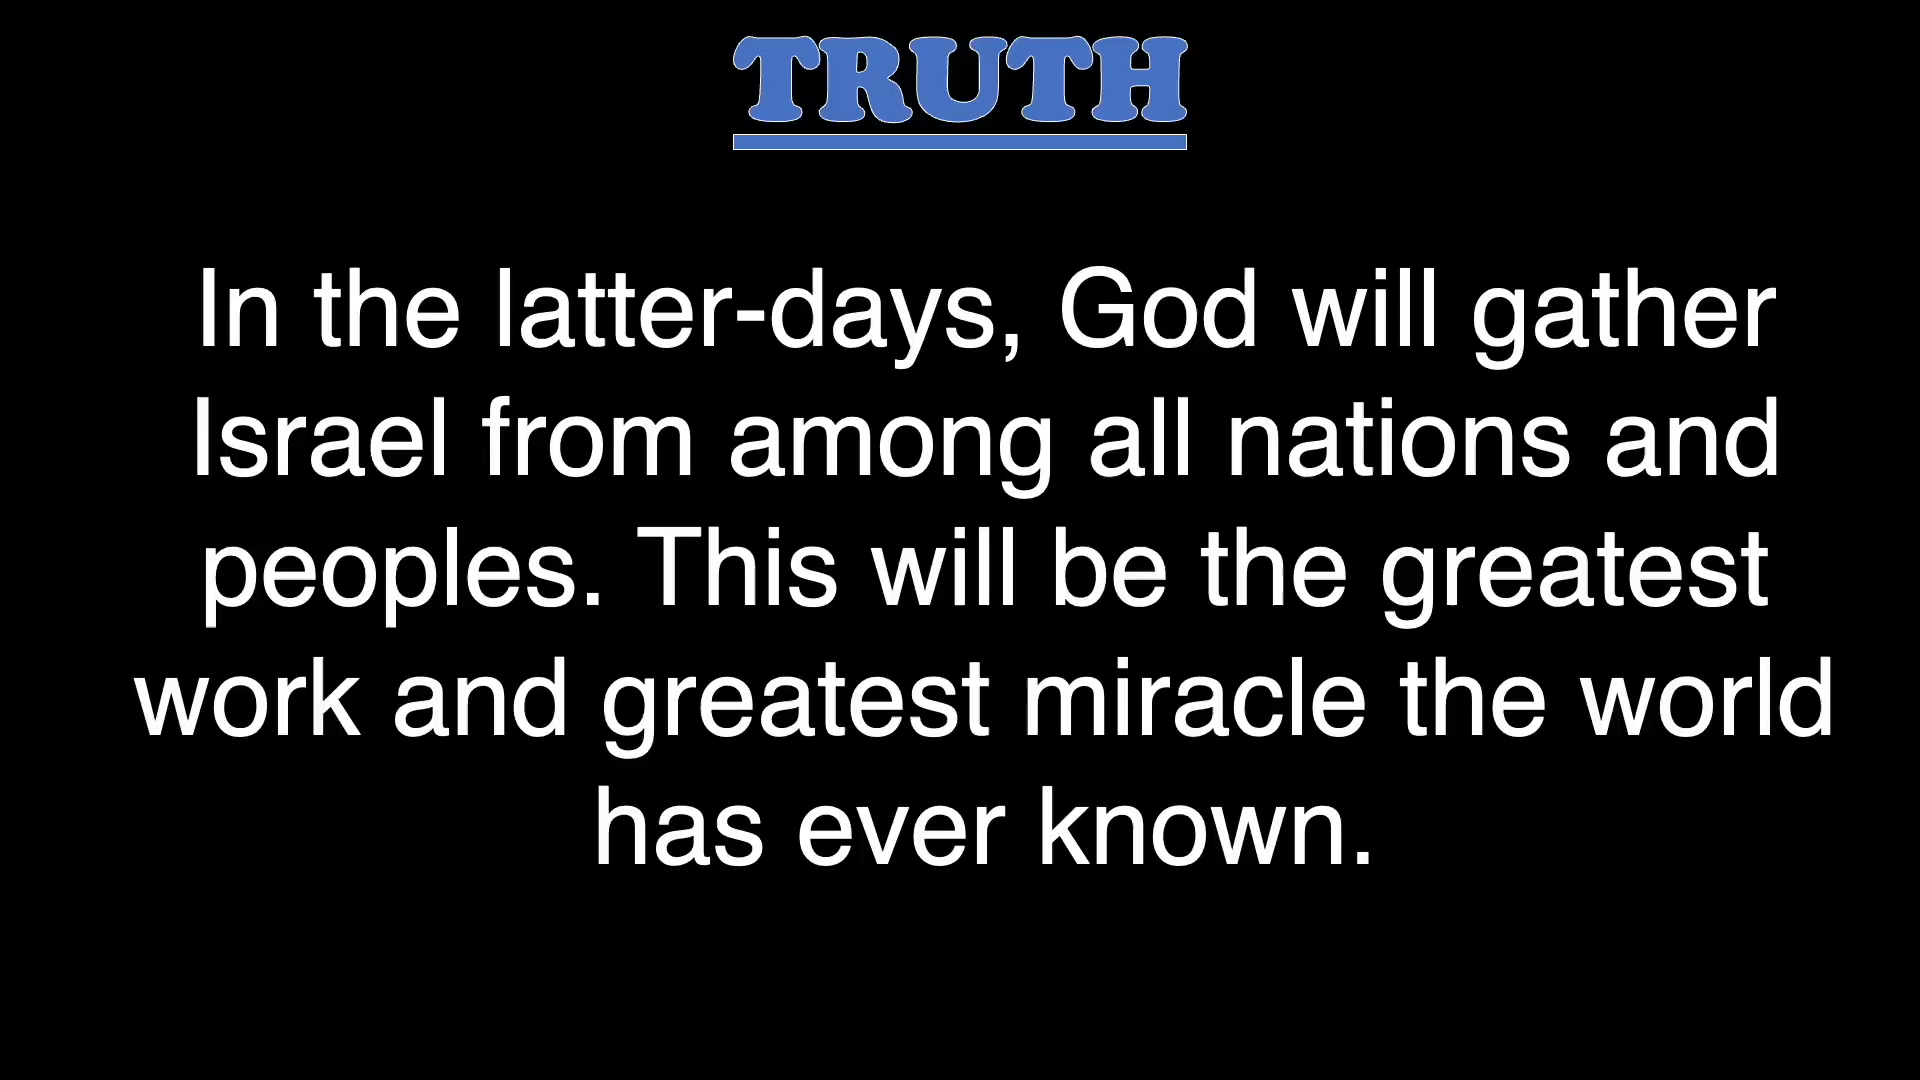 TRUTH
In the latter-days, God will gather
Israel from among all nations and
peoples. This will be the greatest
work and greatest miracle the world
has ever known.